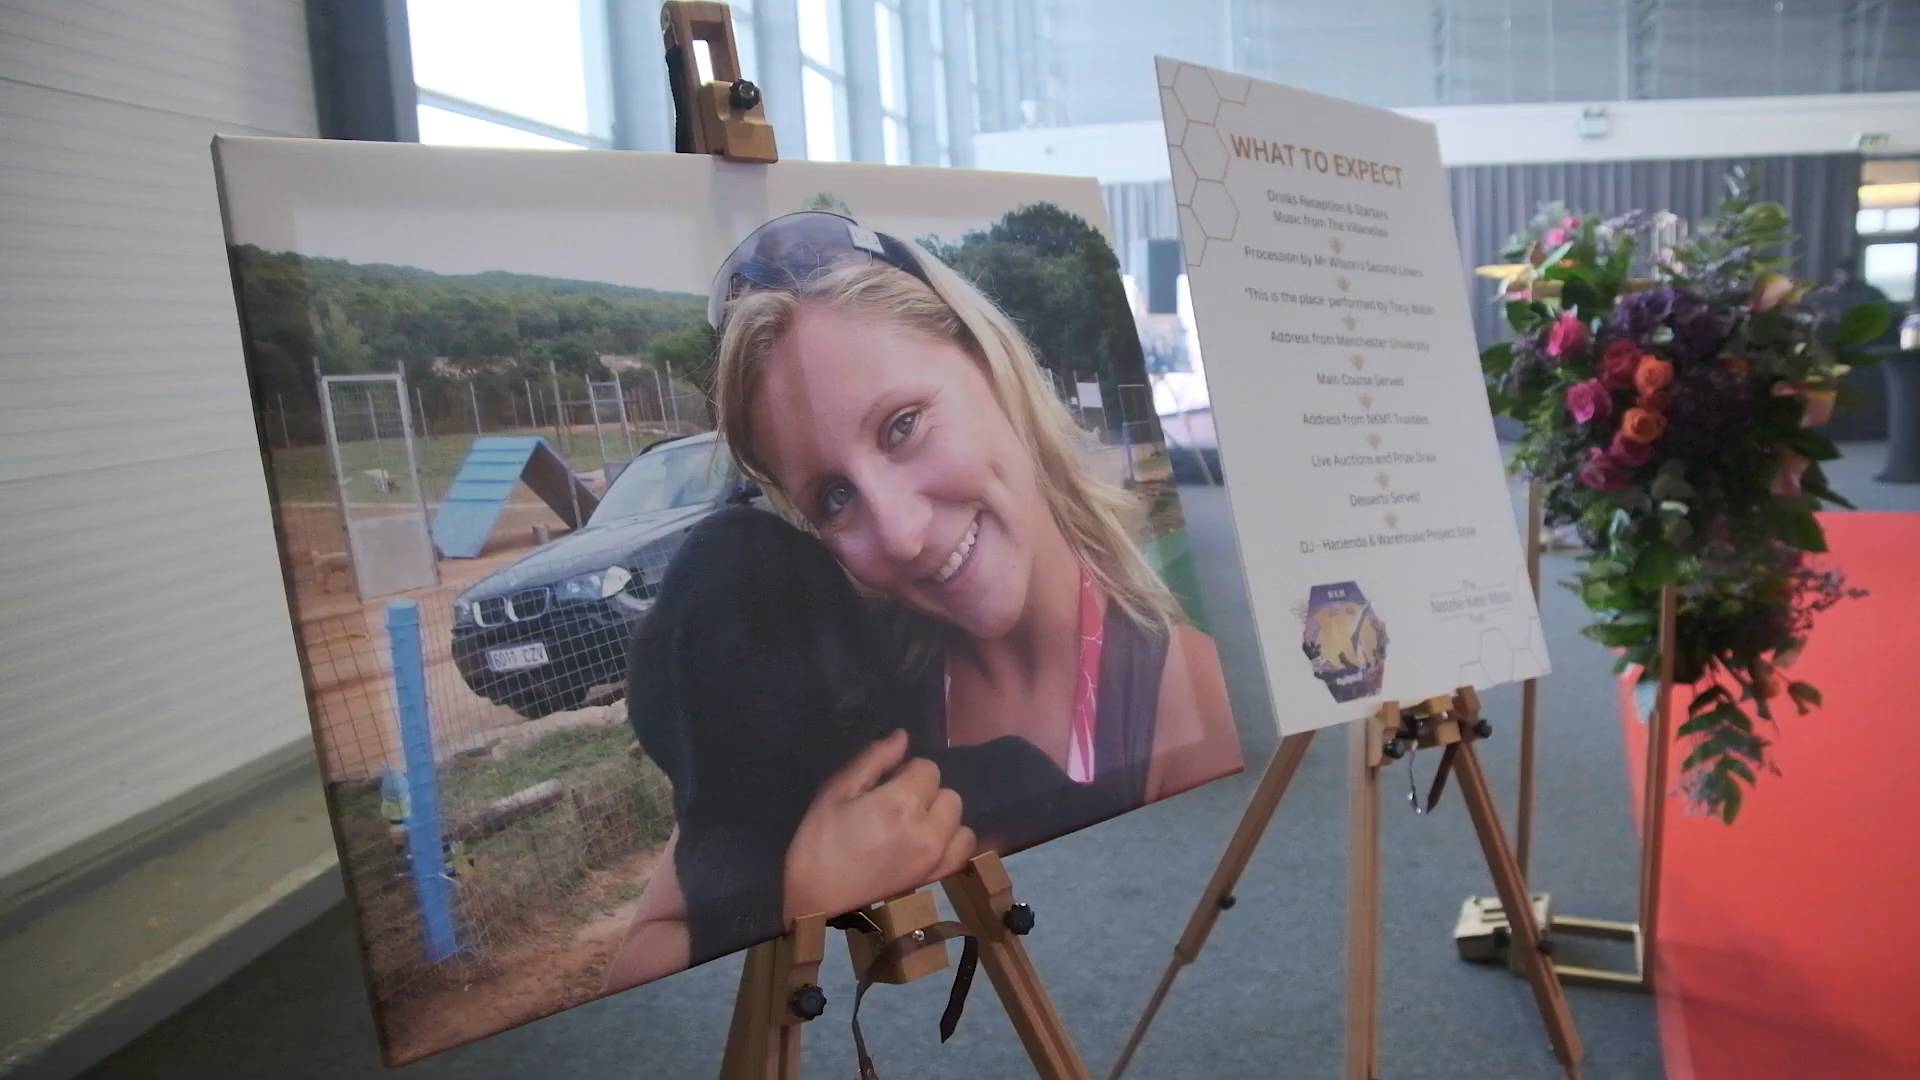 WHAT TO EXPECT
Drinks Reception & Starters
Music from The Villanelles
Procession by Mr Wilson's Second Liners
'This is the place' performed by Tony Walsh
Address from Manchester University
Main Course Served
Address from NKMT Trustees
Live Auctions and Prize Draw
Desserts Served
DJ - Hacienda & Warehouse Project Style
The
Natalie Kate Moss
Trust
6011 CZV